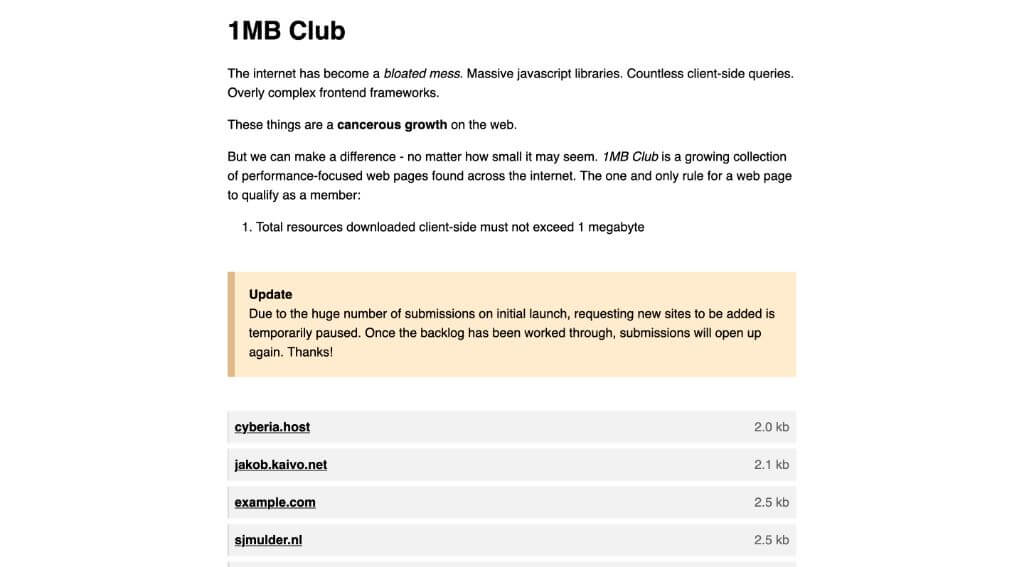 1MB Club
The internet has become a bloated mess. Massive javascript libraries. Countless client-side queries.
Overly complex frontend frameworks.
These things are a cancerous growth on the web.
But we can make a difference - no matter how small it may seem. 1MB Club is a growing collection
of performance-focused web pages found across the internet. The one and only rule for a web page
to qualify as a member:
1. Total resources downloaded client-side must not exceed 1 megabyte
Update
Due to the huge number of submissions on initial launch, requesting new sites to be added is
temporarily paused. Once the backlog has been worked through, submissions will open up
again. Thanks!
cyberia.host 2.0 kb
jakob.kaivo.net 2.1 kb
example.com 2.5 kb
sjmulder.nl 2.5 kb